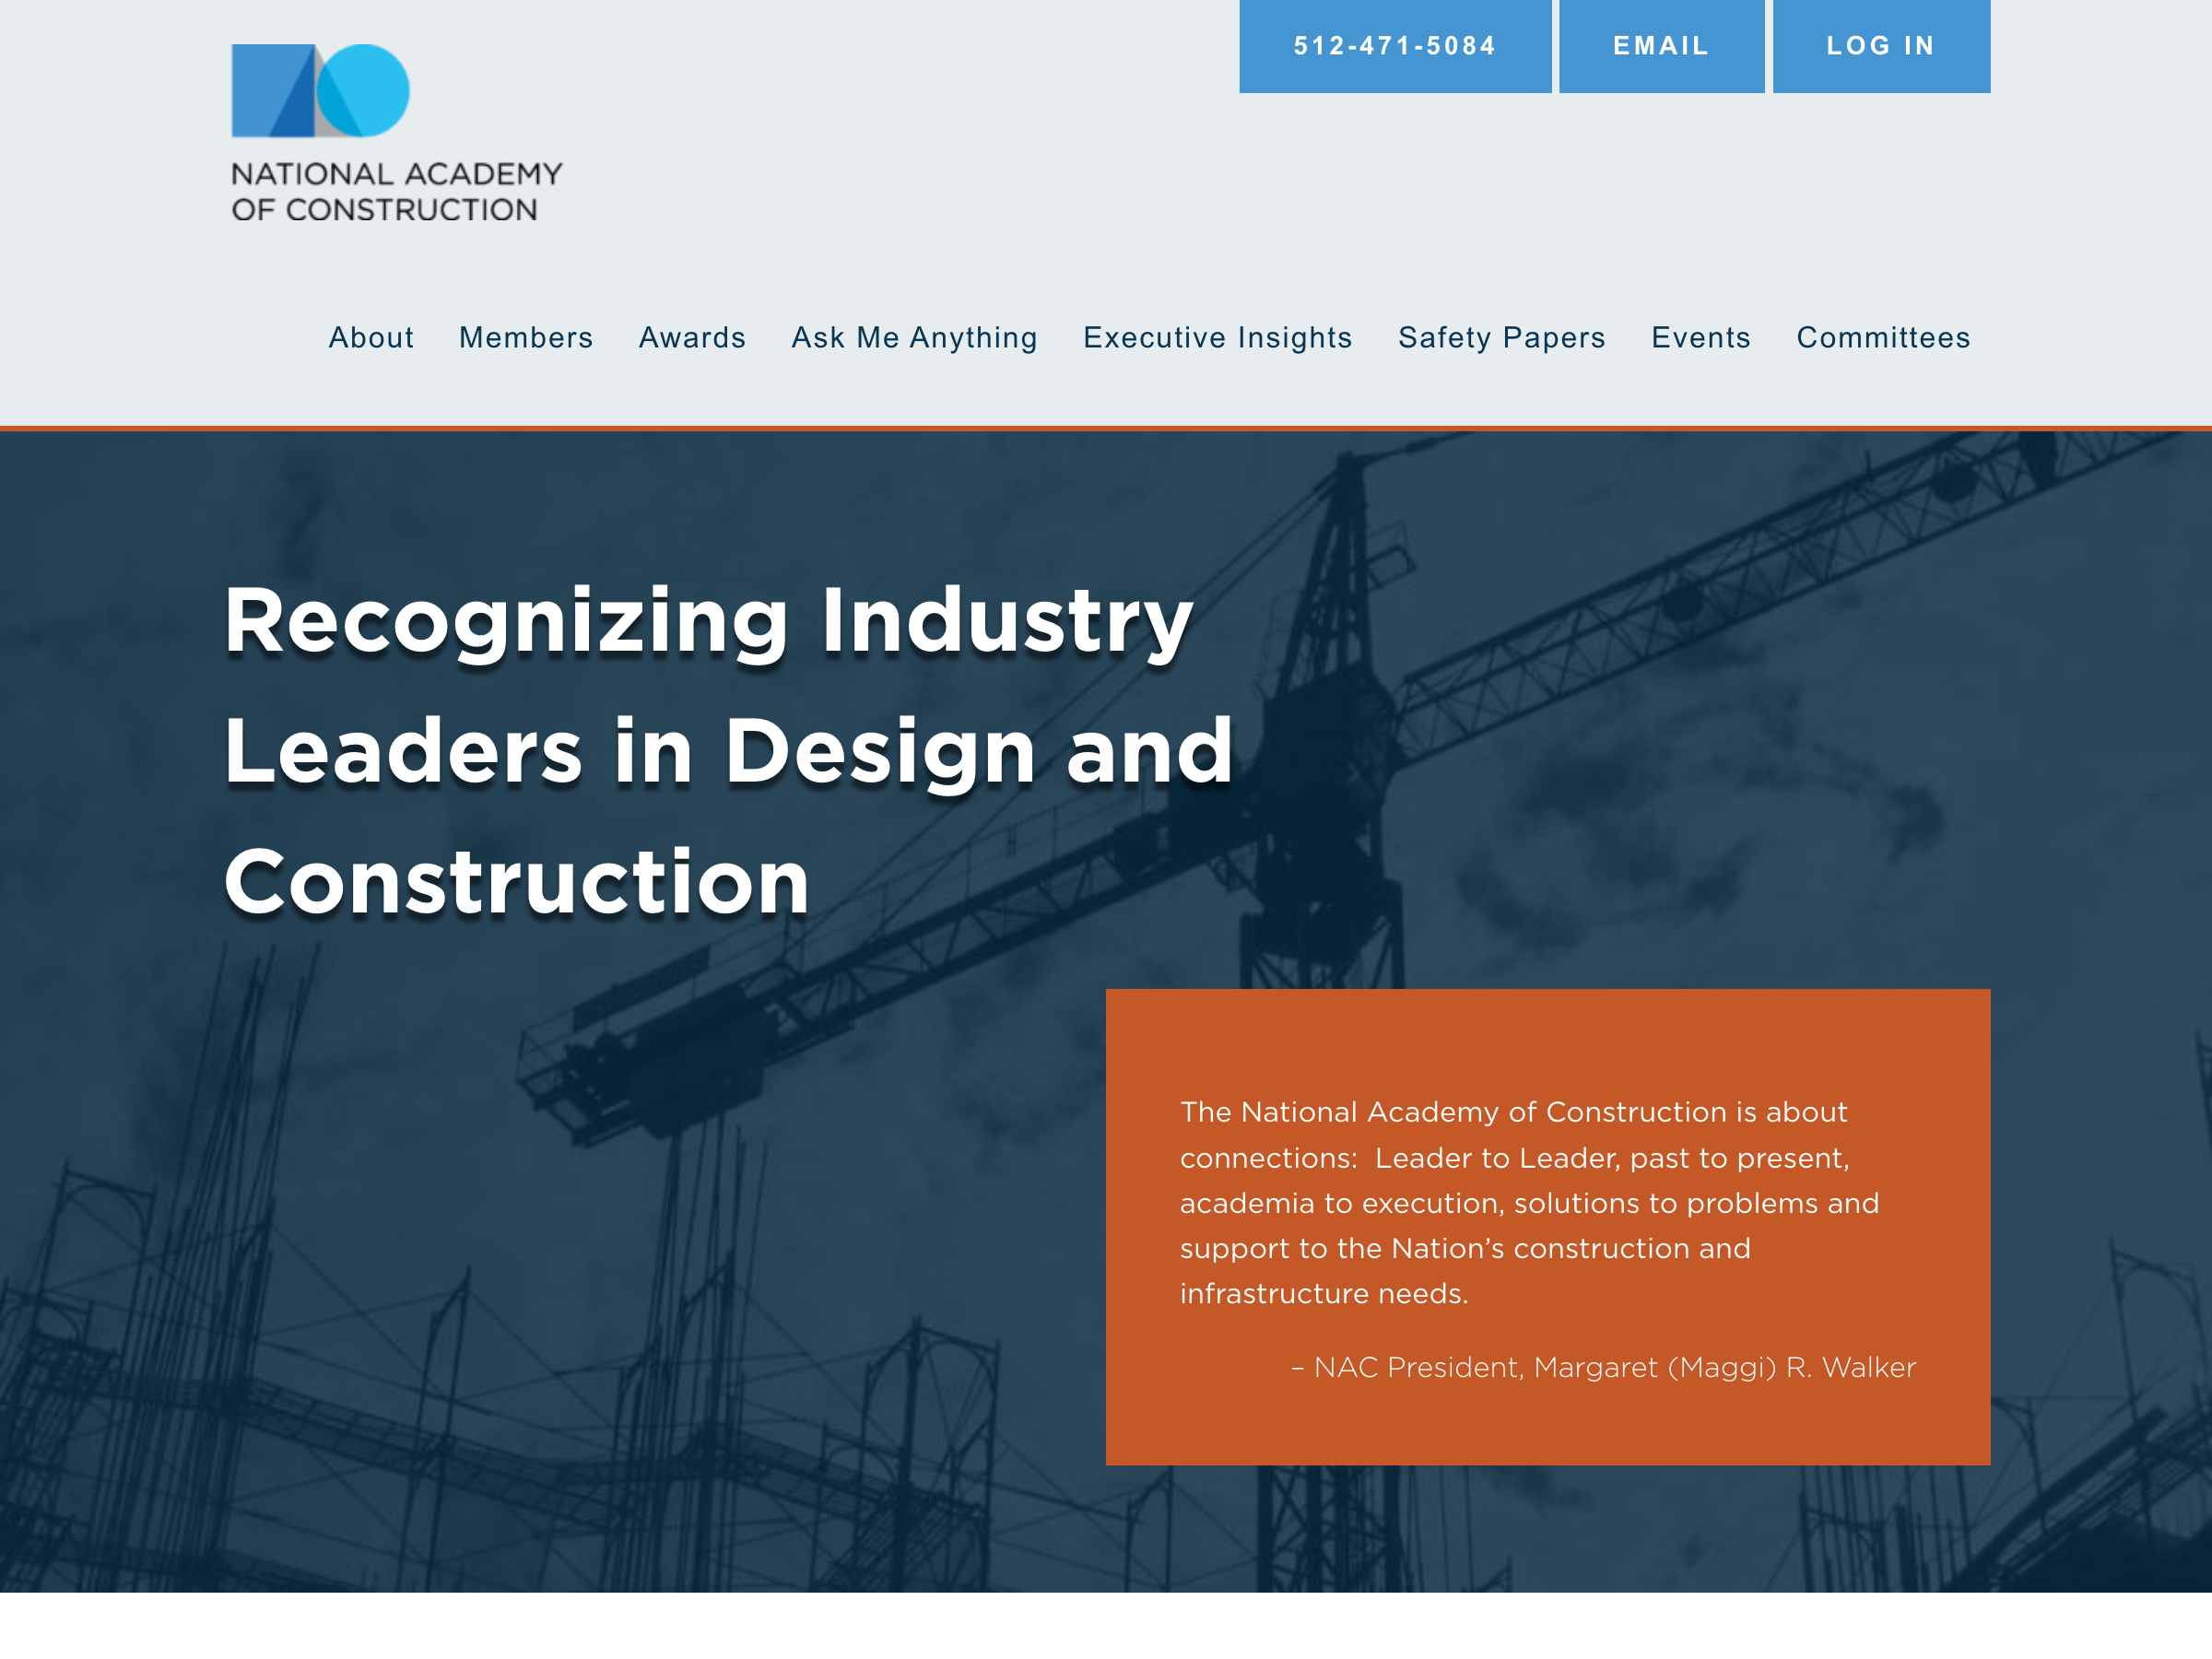 512-471-5084
EMAIL
LOG IN
NATIONAL ACADEMY
OF CONSTRUCTION
About
Members
Awards
Ask Me Anything
Executive Insights
Safety Papers
Events
Committees
Recognizing Industry
Leaders in Design and
Construction
The National Academy of Construction is about
connections:  Leader to Leader, past to present,
academia to execution, solutions to problems and
support to the Nation’s construction and
infrastructure needs.
– NAC President, Margaret (Maggi) R. Walker